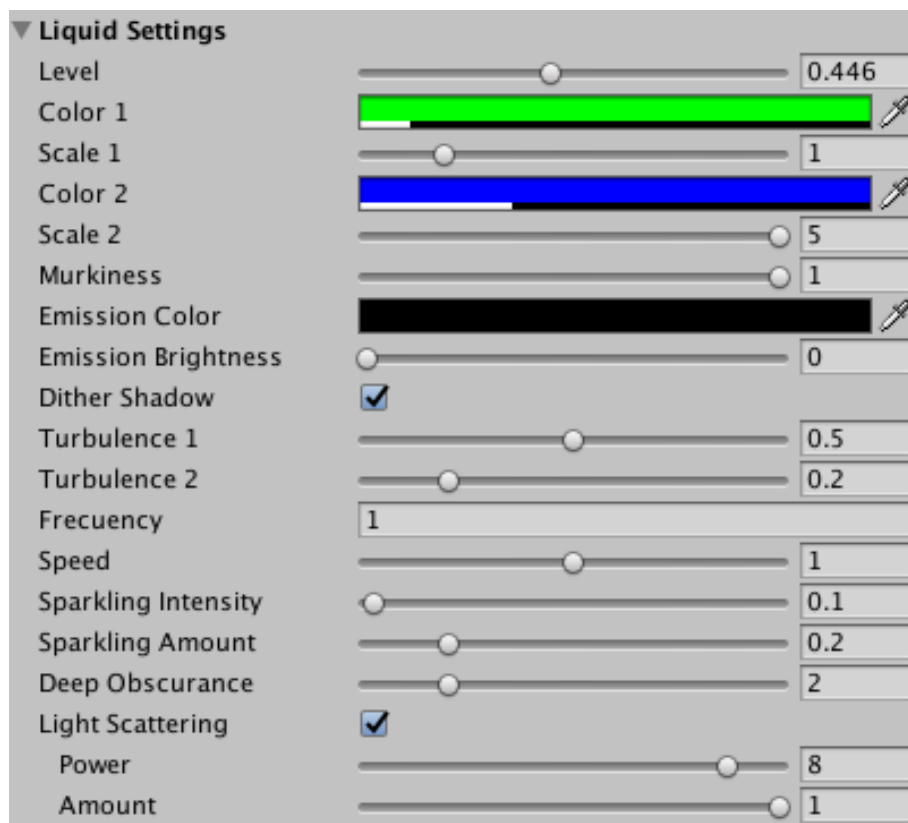 Liquid Settings
Level 0.446
Color 1
Scale 1 1
Color 2
Scale 2 5
Murkiness 1
Emission Color
Emission Brightness 0
Dither Shadow
Turbulence 1 0.5
Turbulence 2 0.2
Frecuency 1
Speed 1
Sparkling Intensity 0.1
Sparkling Amount 0.2
Deep Obscurance 2
Light Scattering
Power 8
Amount 1